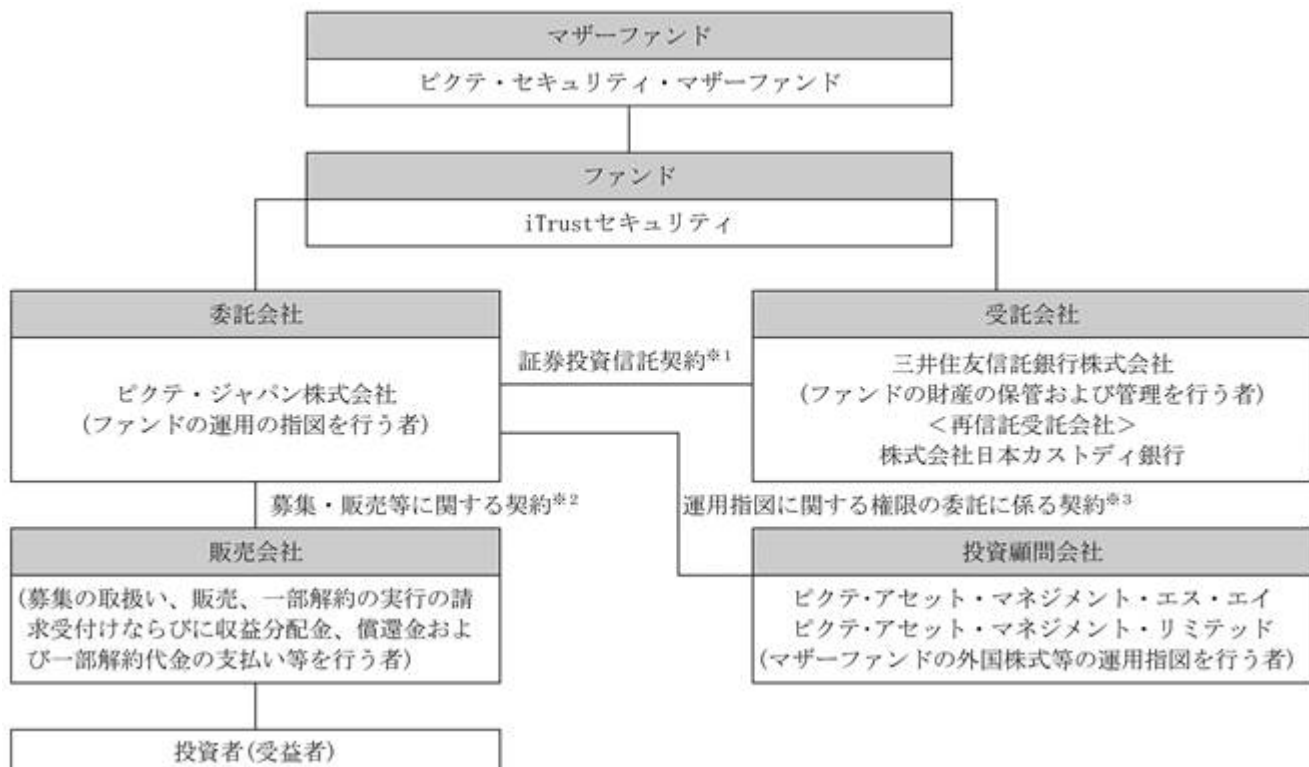 マザーファンド
ピクテ・セキュリティ・マザーファンド
ファンド
iTrustセキュリティ
委託会社
ピクテ・ジャパン株式会社
(ファンドの運用の指図を行う者)
証券投資信託契約※1
受託会社
三井住友信託銀行株式会社
(ファンドの財産の保管および管理を行う者)
＜再信託受託会社＞
株式会社日本カストディ銀行
募集・販売等に関する契約※2
運用指図に関する権限の委託に係る契約※3
販売会社
(募集の取扱い、販売、一部解約の実行の請
求受付けならびに収益分配金、償還金およ
び一部解約代金の支払い等を行う者)
投資顧問会社
ピクテ・アセット・マネジメント・エス・エイ
ピクテ・アセット・マネジメント・リミテッド
(マザーファンドの外国株式等の運用指図を行う者)
投資者(受益者)